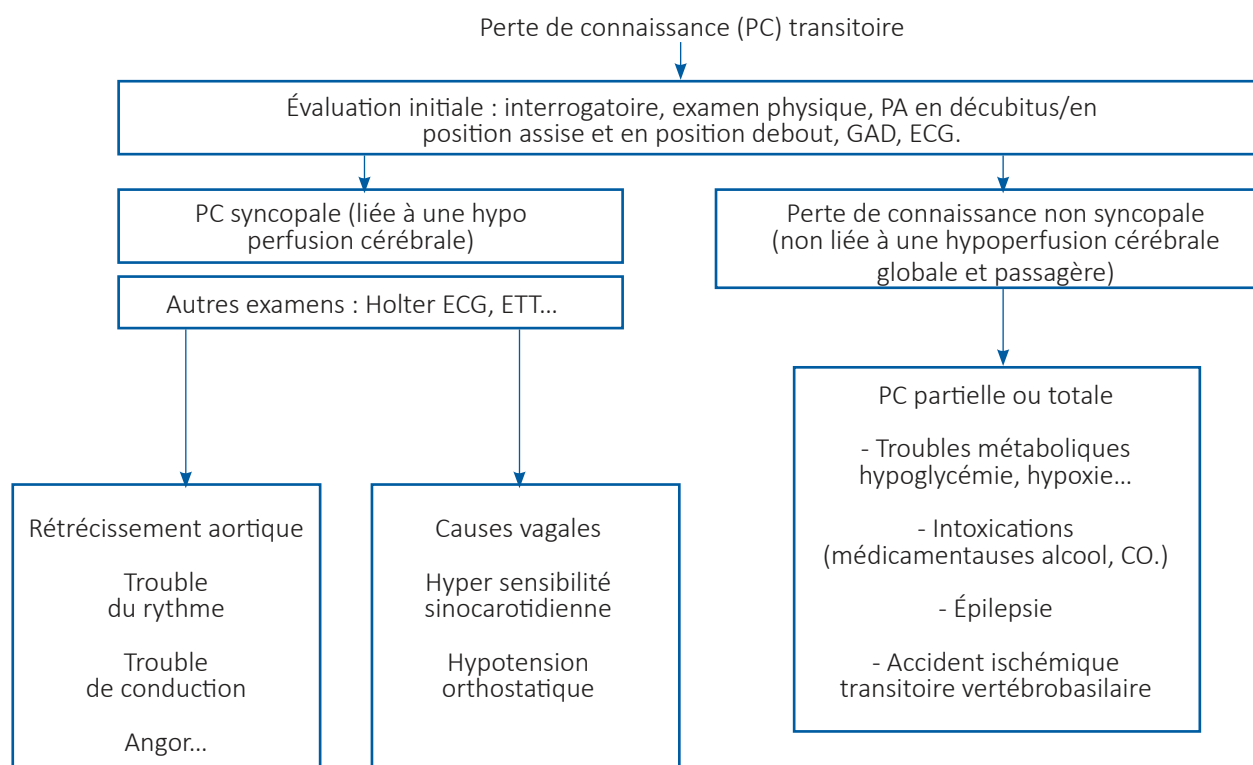 Perte de connaissance (PC) transitoire
Évaluation initiale : interrogatoire, examen physique, PA en décubitus/en
position assise et en position debout, GAD, ECG.
PC syncopale (liée à une hypo
perfusion cérébrale)
Autres examens : Holter ECG, ETT...
Perte de connaissance non syncopale
(non liée à une hypoperfusion cérébrale
globale et passagère)
Rétrécissement aortique
Trouble
du rythme
Trouble
de conduction
Angor...
Causes vagales
Hyper sensibilité
sinocarotidienne
Hypotension
orthostatique
PC partielle ou totale
- Troubles métaboliques
hypoglycémie, hypoxie...
- Intoxications
(médicamentauses alcool, CO.)
- Épilepsie
- Accident ischémique
transitoire vertébrobasilaire